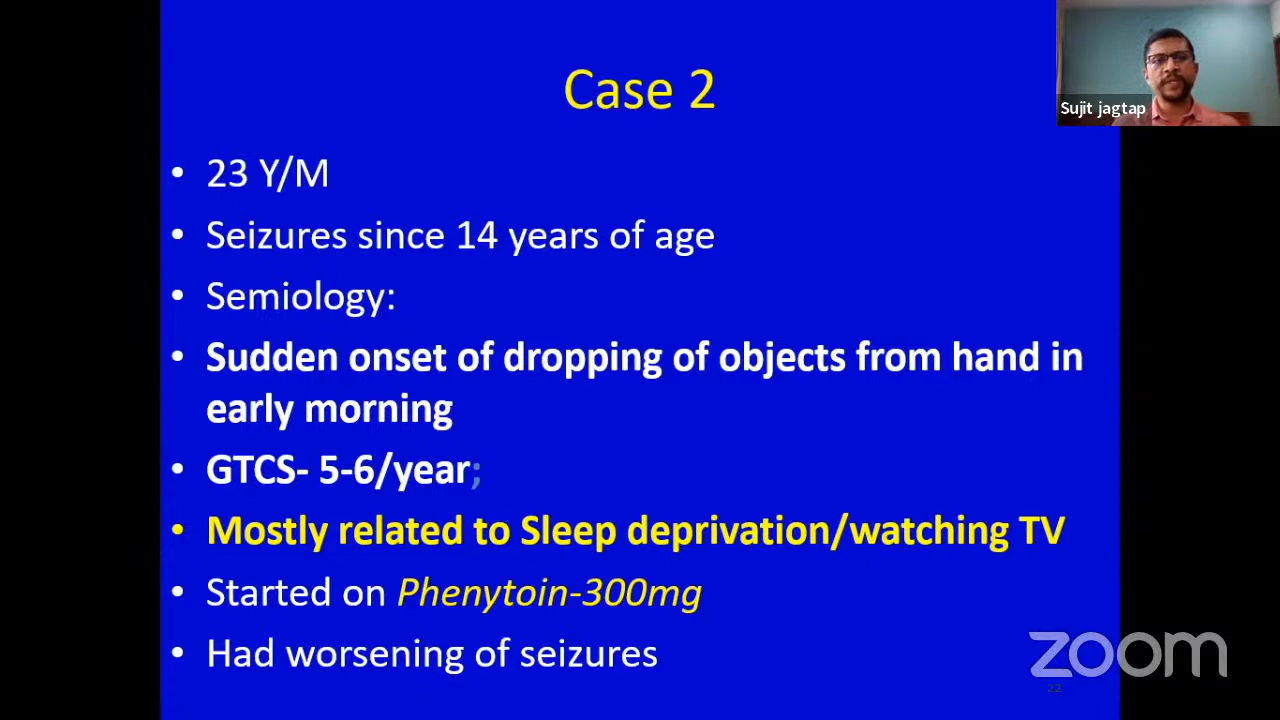 Case 2
Sujit jagtap
• 23 Y/M
• Seizures since 14 years of age
• Semiology:
• Sudden onset of dropping of objects from hand in
early morning
• GTCS- 5-6/year;
• Mostly related to Sleep deprivation/watching TV
• Started on Phenytoin-300mg
• Had worsening of seizures
zoom
22